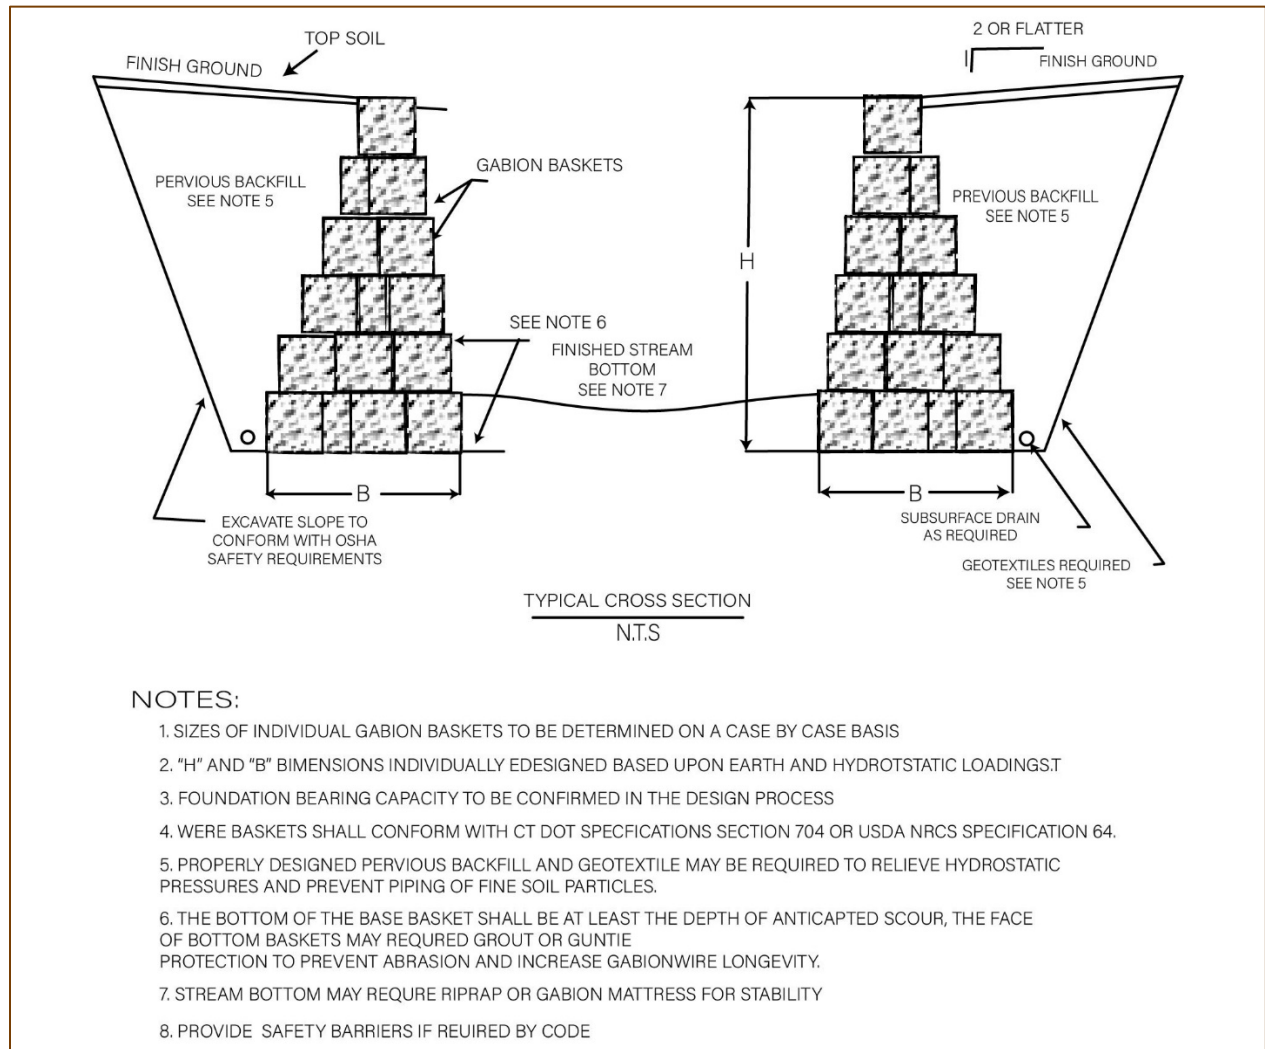 TOP SOIL
FINISH GROUND
2 OR FLATTER
I
FINISH GROUND
PERVIOUS BACKFILL
SEE NOTE 5
GABION BASKETS
PREVIOUS BACKFILL
SEE NOTE 5
H
SEE NOTE 6
FINISHED STREAM
BOTTOM
SEE NOTE 7
B
B
EXCAVATE SLOPE TO
CONFORM WITH OSHA
SAFETY REQUIREMENTS
SUBSURFACE DRAIN
AS REQUIRED
GEOTEXTILES REQUIRED
SEE NOTE 5
TYPICAL CROSS SECTION
N.T.S
NOTES:
1. SIZES OF INDIVIDUAL GABION BASKETS TO BE DETERMINED ON A CASE BY CASE BASIS
2. "H" AND "B" BIMENSIONS INDIVIDUALLY EDESIGNED BASED UPON EARTH AND HYDROTSTATIC LOADINGS.T
3. FOUNDATION BEARING CAPACITY TO BE CONFIRMED IN THE DESIGN PROCESS
4. WERE BASKETS SHALL CONFORM WITH CT DOT SPECFICATIONS SECTION 704 OR USDA NRCS SPECIFICATION 64.
5. PROPERLY DESIGNED PERVIOUS BACKFILL AND GEOTEXTILE MAY BE REQUIRED TO RELIEVE HYDROSTATIC
PRESSURES AND PREVENT PIPING OF FINE SOIL PARTICLES.
6. THE BOTTOM OF THE BASE BASKET SHALL BE AT LEAST THE DEPTH OF ANTICAPTED SCOUR, THE FACE
OF BOTTOM BASKETS MAY REQURED GROUT OR GUNTIE
PROTECTION TO PREVENT ABRASION AND INCREASE GABIONWIRE LONGEVITY.
7. STREAM BOTTOM MAY REQURE RIPRAP OR GABION MATTRESS FOR STABILITY
8. PROVIDE SAFETY BARRIERS IF REUIRED BY CODE